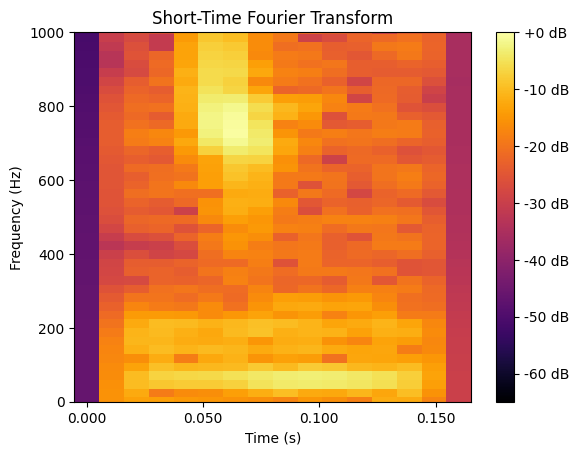 Short-Time Fourier Transform
1000
800
600
400
200
0
Frequency (Hz)
0.000
0.050
0.100
0.150
Time (s)
+0 dB
-10 dB
-20 dB
-30 dB
-40 dB
-50 dB
-60 dB